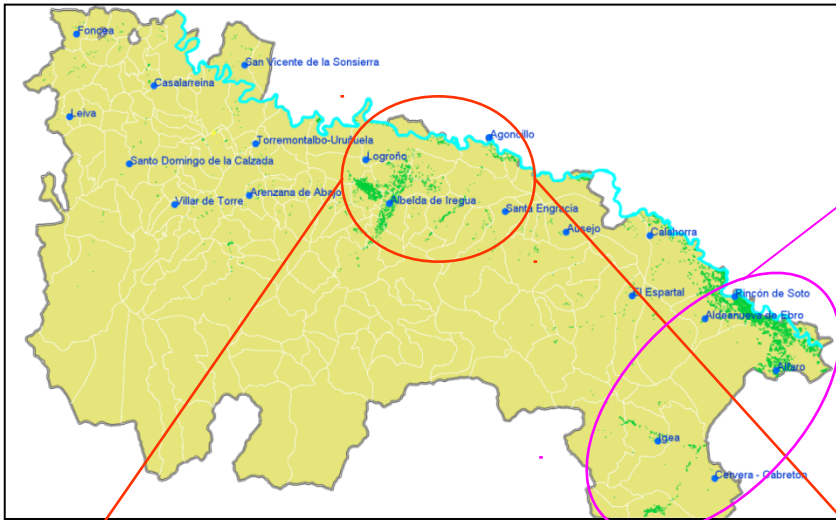 Foncea
San Vicente de la Sonsierra
Casalarreina
Leiva
Agoncillo
Torremontalbo-Uruñuela
Logroño
Santo Domingo de la Calzada
Arenzana de Abajo
Villar de Torre
Albelda de Iregua
Santa Engracia
Ausejo
Calahorra
El Espartal
Rincón de Soto
Aldeanueva de Ebro
Alfaro
Igea
Cervera - Cabretón